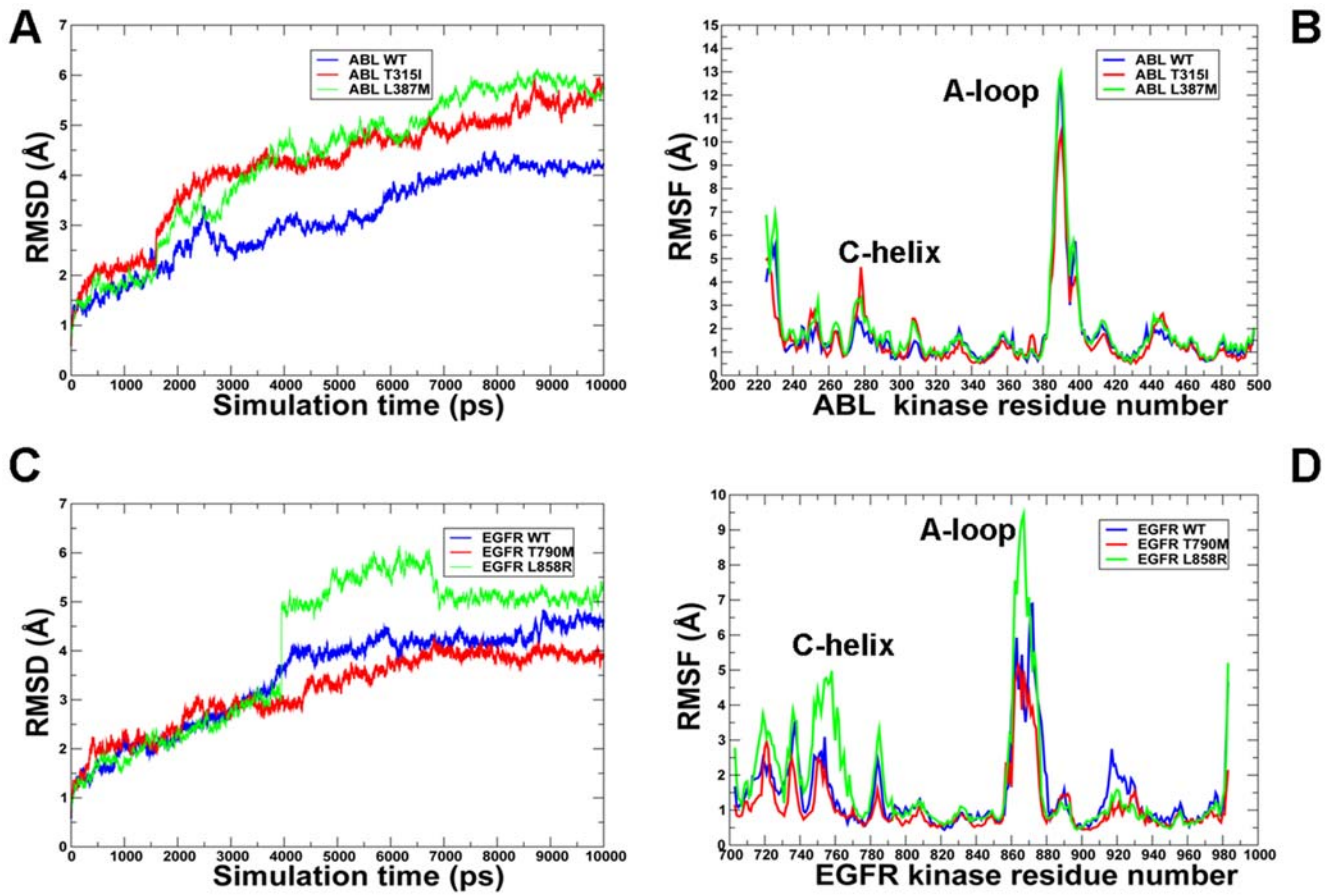 A
RMSD (Å)
7
6
5
4
3
2
1
0
ABL WT
ABL T315I
ABL L387M
0 1000 2000 3000 4000 5000 6000 7000 8000 9000 10000
Simulation time (ps)
B
RMSF (Å)
15
14
13
12
11
10
9
8
7
6
5
4
3
2
1
0
A-loop
C-helix
ABL WT
ABL T315I
ABL L387M
200 220 240 260 280 300 320 340 360 380 400 420 440 460 480 500
ABL kinase residue number
C
RMSD (Å)
7
6
5
4
3
2
1
0
EGFR WT
EGFR T790M
EGFR L858R
0 1000 2000 3000 4000 5000 6000 7000 8000 9000 10000
Simulation time (ps)
D
RMSF (Å)
10
9
8
7
6
5
4
3
2
1
0
A-loop
C-helix
EGFR WT
EGFR T790M
EGFR L858R
700 720 740 760 780 800 820 840 860 880 900 920 940 960 980 1000
EGFR kinase residue number